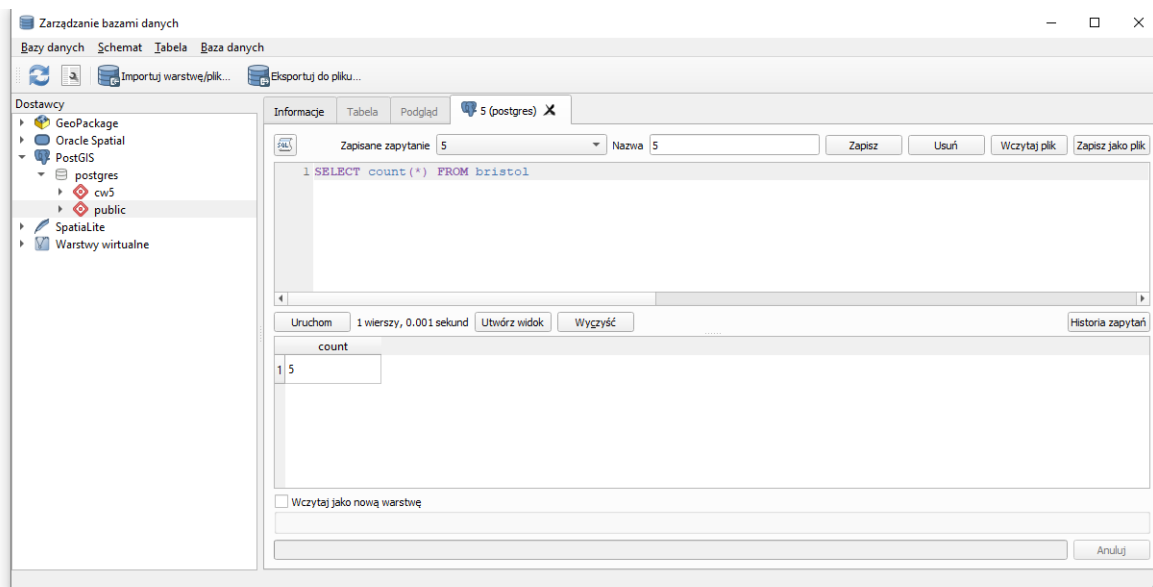 Zarządzanie bazami danych
Bazy danych Schemat Tabela Baza danych
Importuj warstwę/plik... Eksportuj do pliku...
Dostawcy
GeoPackage
Oracle Spatial
PostGIS
postgres
cw5
public
SpatiaLite
Warstwy wirtualne
Informacje Tabela Podgląd 5 (postgres)
SQL Zapisane zapytanie 5 Nazwa 5 Zapisz Usuń Wczytaj plik Zapisz jako plik
1 SELECT count(*) FROM bristol
Uruchom 1 wierszy, 0.001 sekund Utwórz widok Wyczyść Historia zapytań
count
1 5
Wczytaj jako nową warstwę
Anuluj